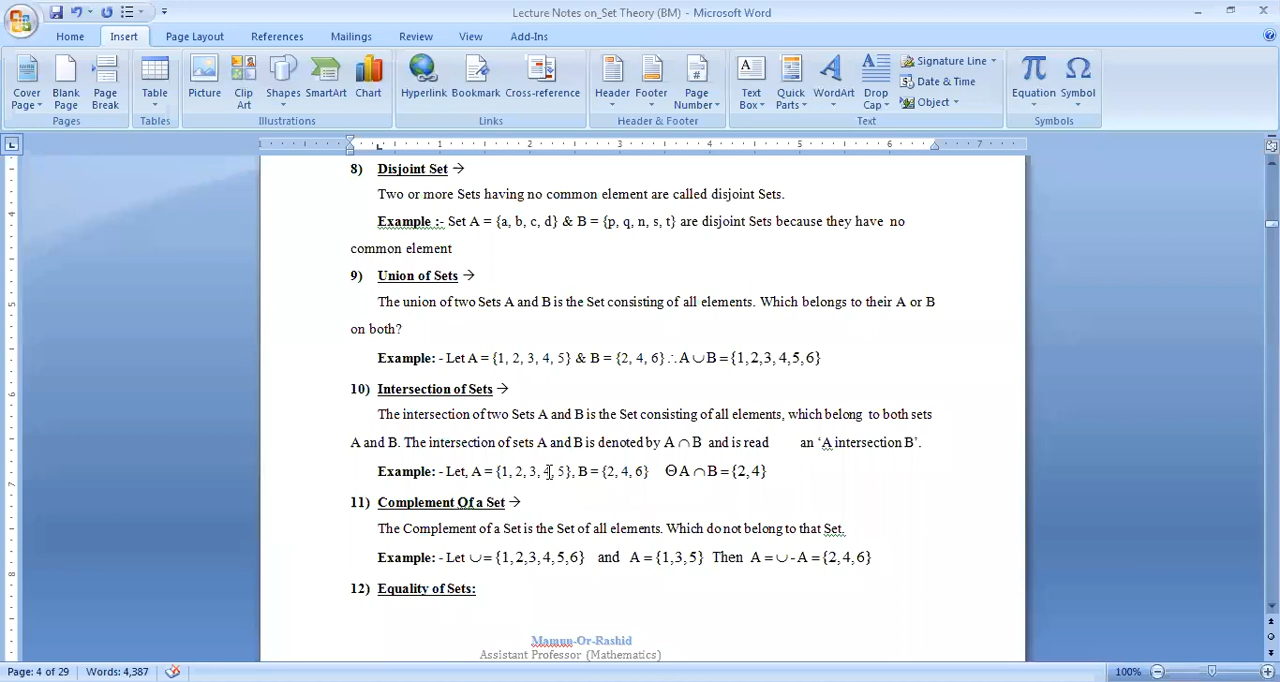 Lecture Notes on_Set Theory (BM) - Microsoft Word
Home Insert Page Layout References Mailings Review View Add-Ins
Cover Page Blank Page Page Break Table Picture Clip Art Shapes SmartArt Chart Hyperlink Bookmark Cross-reference Header Footer Page Number Text Box Quick Parts WordArt Drop Cap Signature Line Date & Time Object Equation Symbol
Pages Tables Illustrations Links Header & Footer Text Symbols
1 1 2 3 4 5 6 7
8) Disjoint Set →
Two or more Sets having no common element are called disjoint Sets.
Example :- Set A = {a, b, c, d} & B = {p, q, n, s, t} are disjoint Sets because they have no
common element
9) Union of Sets →
The union of two Sets A and B is the Set consisting of all elements. Which belongs to their A or B
on both?
Example: - Let A = {1, 2, 3, 4, 5} & B = {2, 4, 6} ∴A ∪ B = {1,2,3, 4,5, 6}
10) Intersection of Sets →
The intersection of two Sets A and B is the Set consisting of all elements, which belong to both sets
A and B. The intersection of sets A and B is denoted by A ∩ B and is read an ‘A intersection B’.
Example: - Let, A = {1, 2, 3, 4, 5}, B = {2, 4, 6} ΘA ∩ B = {2, 4}
11) Complement Of a Set →
The Complement of a Set is the Set of all elements. Which do not belong to that Set.
Example: - Let ∪ = {1, 2,3,4,5,6} and A = {1,3,5} Then A = ∪ - A = {2, 4, 6}
12) Equality of Sets:
Mamun-Or-Rashid
Assistant Professor {Mathematics}
Page: 4 of 29 Words: 4,387 100%